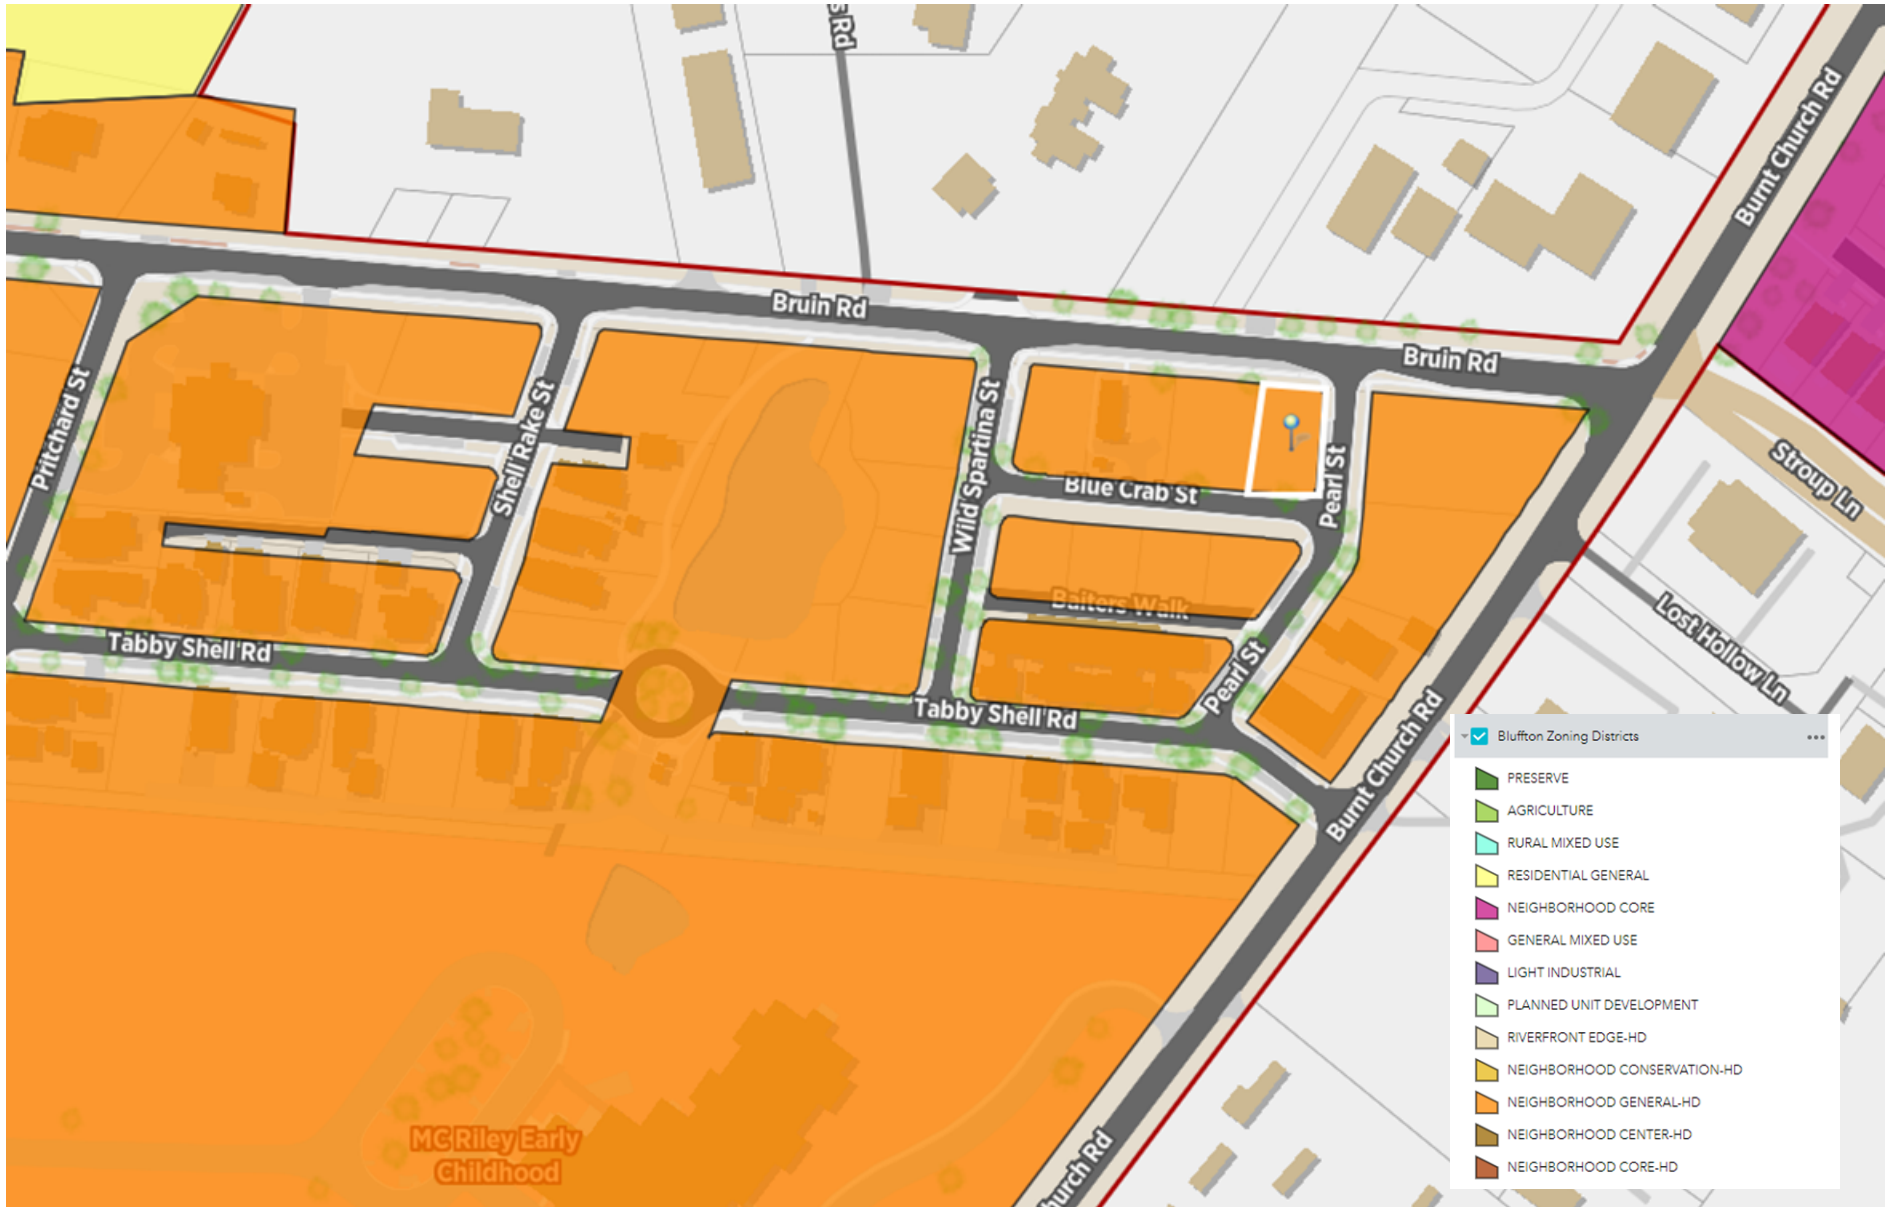 s Rd
Burnt Church Rd
Bruin Rd
Bruin Rd
Pritchard St
Shell Rake St
Wild Spartina St
Blue Crab St
Pearl St
Stroup Ln
Baiters Walk
Lost Hollow Ln
Tabby Shell Rd
Pearl St
Tabby Shell Rd
Burnt Church Rd
MC Riley Early
Childhood
hurch Rd
Bluffton Zoning Districts
PRESERVE
AGRICULTURE
RURAL MIXED USE
RESIDENTIAL GENERAL
NEIGHBORHOOD CORE
GENERAL MIXED USE
LIGHT INDUSTRIAL
PLANNED UNIT DEVELOPMENT
RIVERFRONT EDGE-HD
NEIGHBORHOOD CONSERVATION-HD
NEIGHBORHOOD GENERAL-HD
NEIGHBORHOOD CENTER-HD
NEIGHBORHOOD CORE-HD